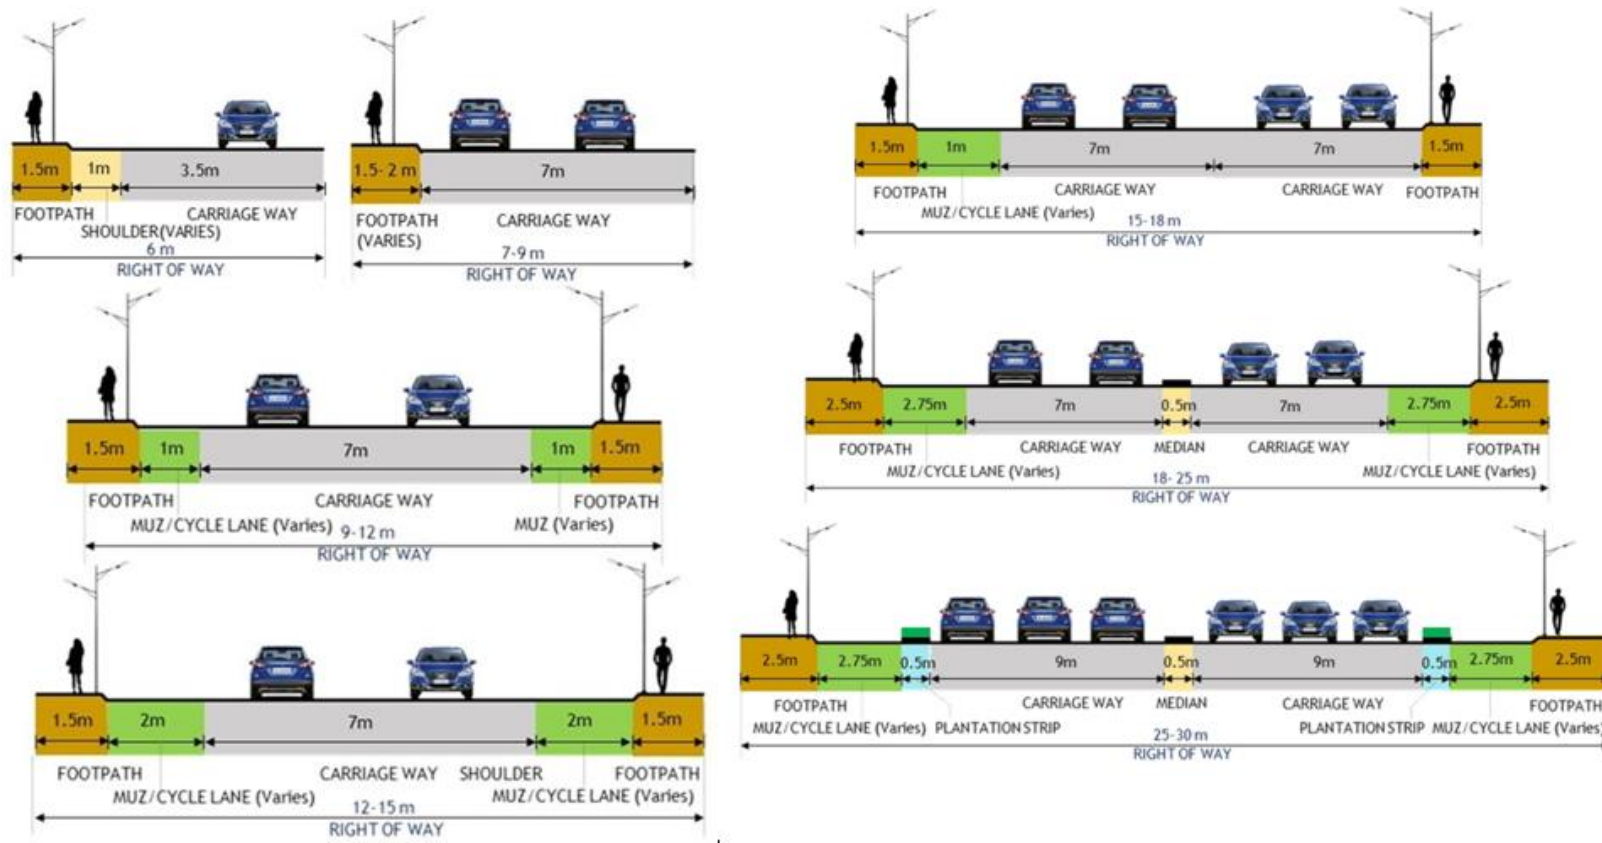 1.5m 1m 3.5m
FOOTPATH CARRIAGE WAY
SHOULDER(VARIES)
6 m
RIGHT OF WAY
1.5- 2 m 7m
FOOTPATH CARRIAGE WAY
(VARIES)
7-9 m
RIGHT OF WAY
1.5m 1m 7m 1m 1.5m
FOOTPATH CARRIAGE WAY FOOTPATH
MUZ/CYCLE LANE (Varies) MUZ (Varies)
9-12 m
RIGHT OF WAY
1.5m 2m 7m 2m 1.5m
FOOTPATH CARRIAGE WAY SHOULDER FOOTPATH
MUZ/CYCLE LANE (Varies) MUZ/CYCLE LANE (Varies)
12-15 m
RIGHT OF WAY
1.5m 1m 7m 7m 1.5m
FOOTPATH CARRIAGE WAY CARRIAGE WAY FOOTPATH
MUZ/CYCLE LANE (Varies)
15-18 m
RIGHT OF WAY
2.5m 2.75m 7m 0.5m 7m 2.75m 2.5m
FOOTPATH CARRIAGE WAY MEDIAN CARRIAGE WAY FOOTPATH
MUZ/CYCLE LANE (Varies) MUZ/CYCLE LANE (Varies)
18- 25 m
RIGHT OF WAY
2.5m 2.75m 0.5m 9m 0.5m 9m 0.5m 2.75m 2.5m
FOOTPATH CARRIAGE WAY MEDIAN CARRIAGE WAY FOOTPATH
MUZ/CYCLE LANE (Varies) PLANTATION STRIP PLANTATION STRIP MUZ/CYCLE LANE (Varies)
25-30 m
RIGHT OF WAY